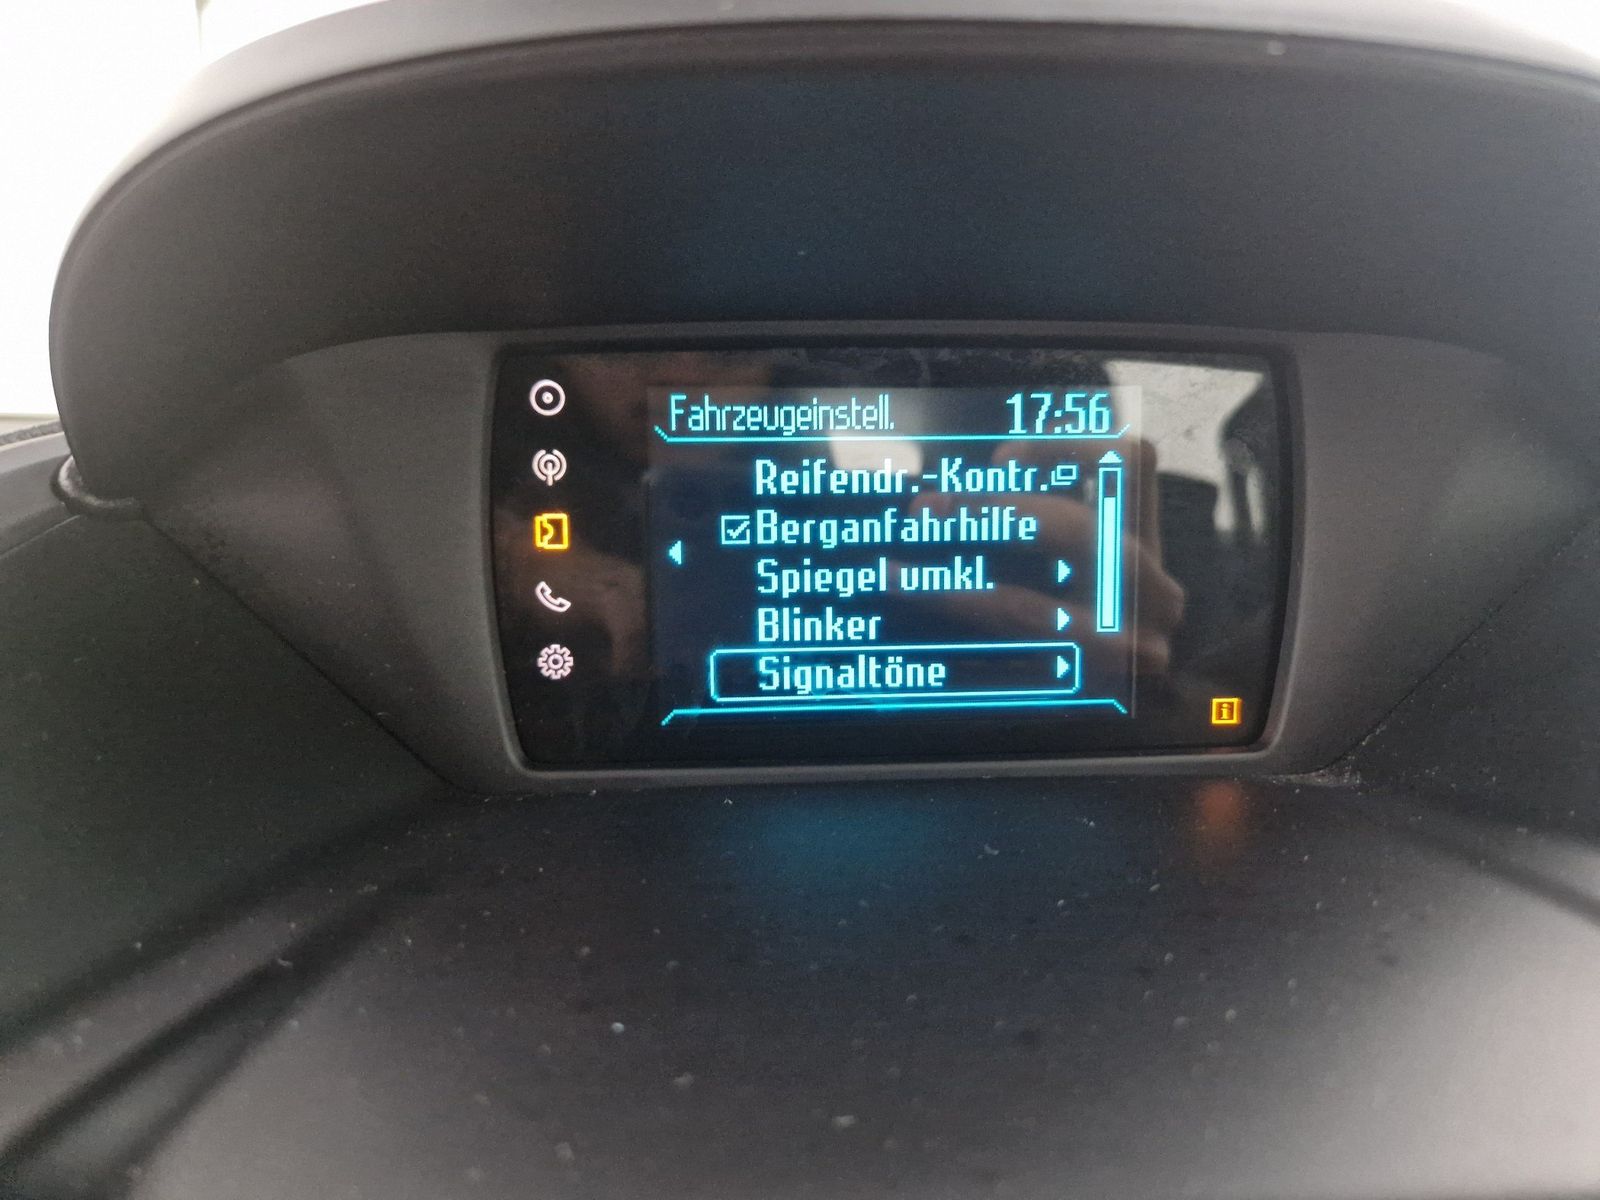 Fahrzeugeinstell. 17:56
Reifendr.-Kontr.
Berganfahrhilfe
Spiegel umkl.
Blinker
Signaltöne
i